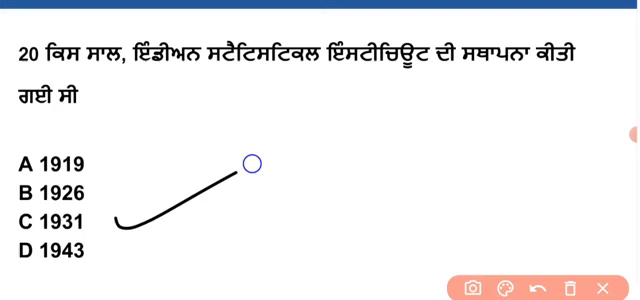 20 ਕਿਸ ਸਾਲ, ਇੰਡੀਅਨ ਸਟੈਟਿਸਟਿਕਲ ਇੰਸਟੀਚਿਊਟ ਦੀ ਸਥਾਪਨਾ ਕੀਤੀ
ਗਈ ਸੀ
A 1919
B 1926
C 1931
D 1943